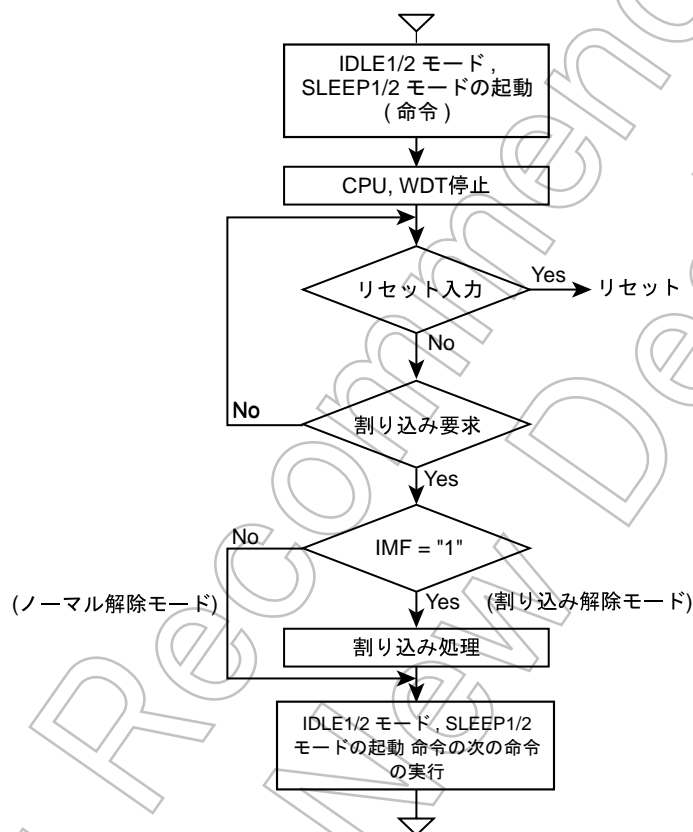 IDLE1/2 モード ,
SLEEP1/2 モードの起動
( 命令 )
CPU, WDT停止
リセット入力
Yes
リセット
No
割り込み要求
No
Yes
IMF = "1"
No
(ノーマル解除モード)
Yes
(割り込み解除モード)
割り込み処理
IDLE1/2 モード , SLEEP1/2
モードの起動 命令の次の命令
の実行